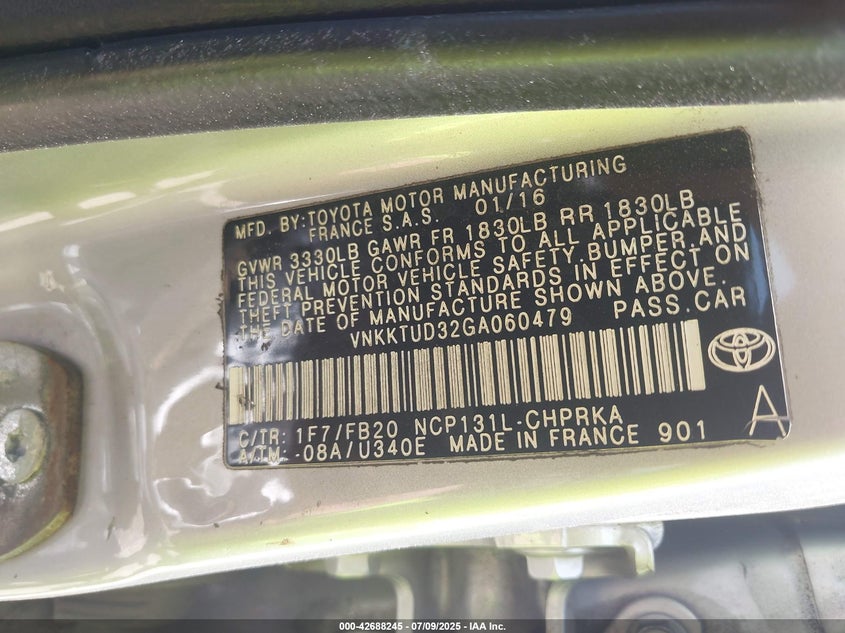 MFD. BY: TOYOTA MOTOR MANUFACTURING
FRANCE S.A.S. 01/16
GVWR 3330LB GAWR FR 1830LB RR 1830LB
THIS VEHICLE CONFORMS TO ALL APPLICABLE
FEDERAL MOTOR VEHICLE SAFETY, BUMPER, AND
THEFT PREVENTION STANDARDS IN EFFECT ON
THE DATE OF MANUFACTURE SHOWN ABOVE.
VNKKTUD32GA060479 PASS.CAR
C/TR: 1F7/FB20 NCP131L-CHPRKA
A/TM: -08A/U340E MADE IN FRANCE 901
A
000-42688245 | 07/09/2025 - IAA Inc.